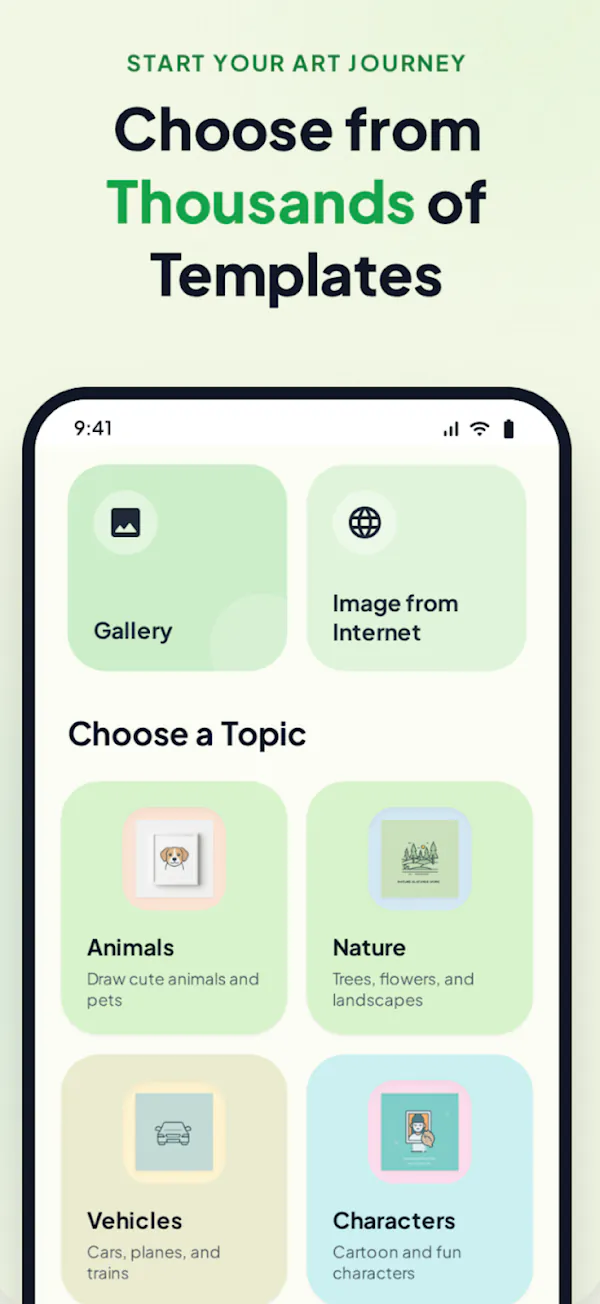 START YOUR ART JOURNEY
Choose from
Thousands of
Templates
9:41
Gallery
Image from
Internet
Choose a Topic
Animals
Draw cute animals and
pets
Nature
Trees, flowers, and
landscapes
Vehicles
Cars, planes, and
trains
Characters
Cartoon and fun
characters